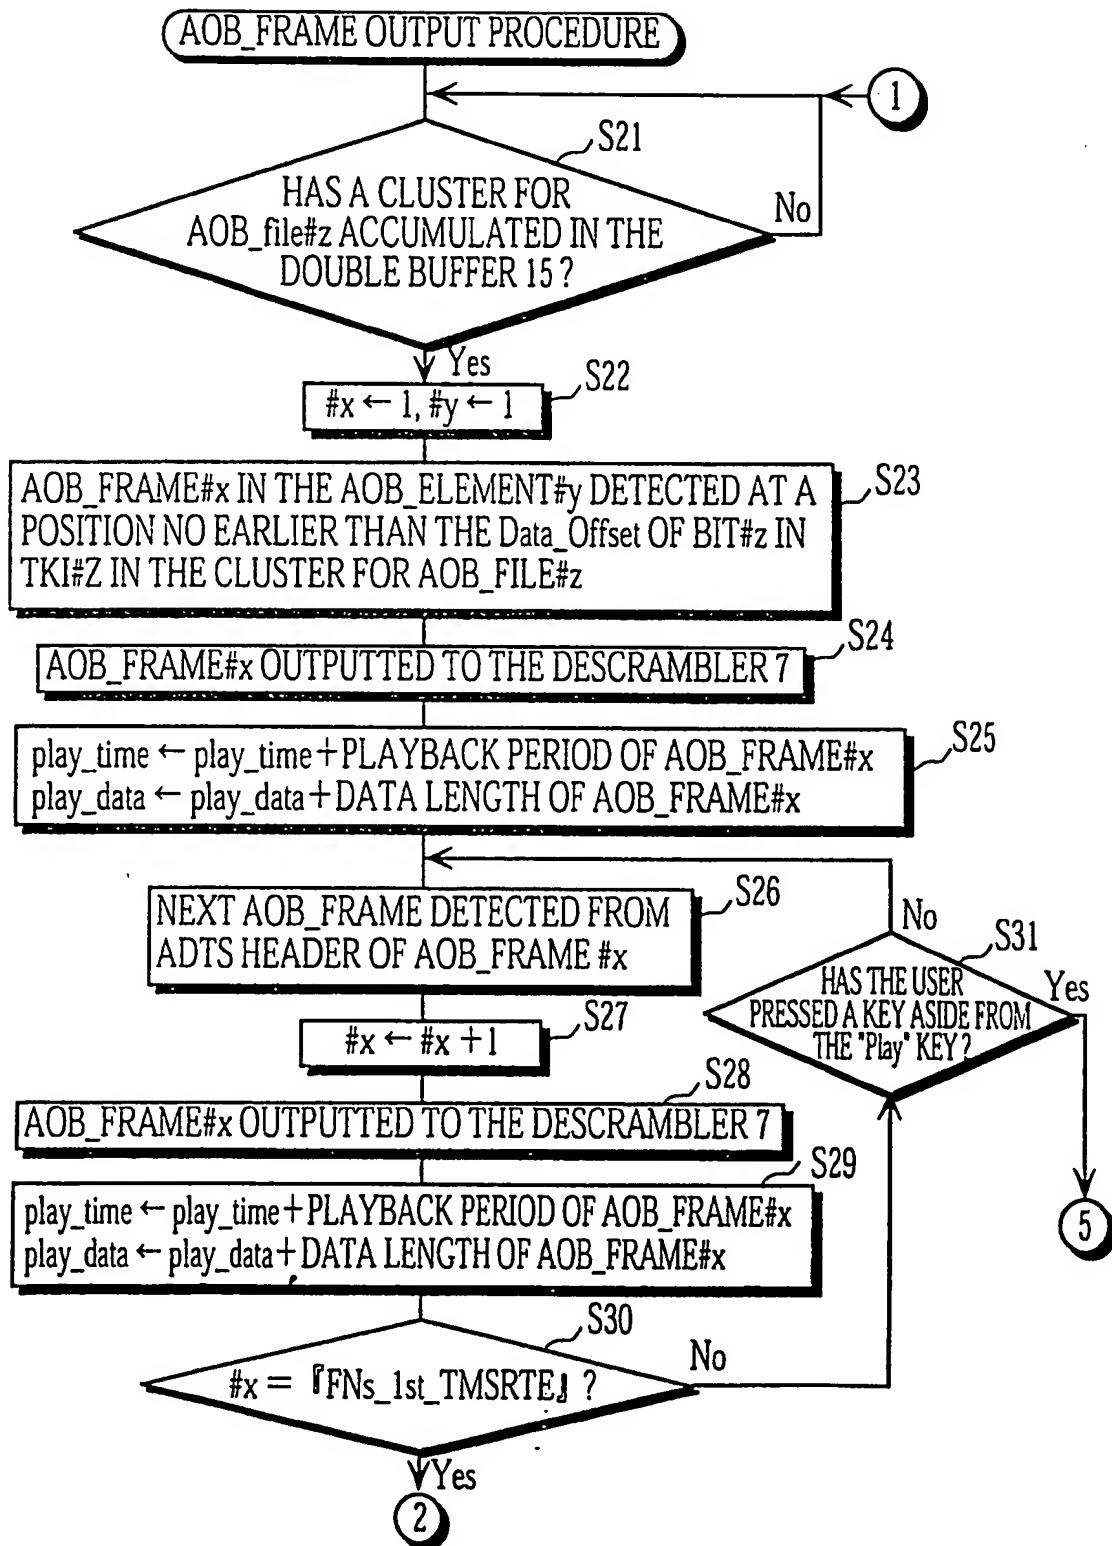 AOB_FRAME OUTPUT PROCEDURE
1
S21
HAS A CLUSTER FOR
AOB_file#z ACCUMULATED IN THE
DOUBLE BUFFER 15 ?
No
Yes
S22
#x ← 1, #y ← 1
S23
AOB_FRAME#x IN THE AOB_ELEMENT#y DETECTED AT A
POSITION NO EARLIER THAN THE Data_Offset OF BIT#z IN
TKI#Z IN THE CLUSTER FOR AOB_FILE#z
S24
AOB_FRAME#x OUTPUTTED TO THE DESCRAMBLER 7
S25
play_time ← play_time+PLAYBACK PERIOD OF AOB_FRAME#x
play_data ← play_data+DATA LENGTH OF AOB_FRAME#x
S26
NEXT AOB_FRAME DETECTED FROM
ADTS HEADER OF AOB_FRAME #x
No
S31
HAS THE USER
PRESSED A KEY ASIDE FROM
THE "Play" KEY ?
Yes
S27
#x ← #x +1
S28
AOB_FRAME#x OUTPUTTED TO THE DESCRAMBLER 7
S29
play_time ← play_time+PLAYBACK PERIOD OF AOB_FRAME#x
play_data ← play_data+DATA LENGTH OF AOB_FRAME#x
5
S30
#x = 『FNs_1st_TMSRTE』 ?
No
Yes
2